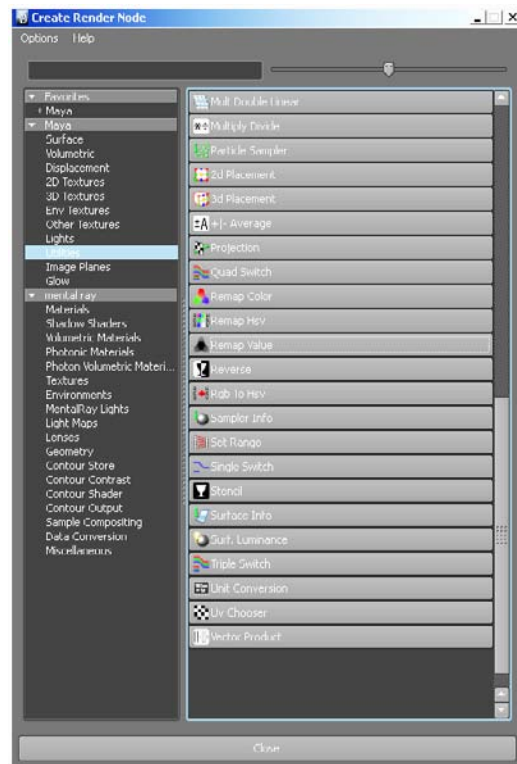 Create Render Node
Options Help
Favorites
+ Maya
Maya
Surface
Volumetric
Displacement
2D Textures
3D Textures
Env Textures
Other Textures
Lights
Utilities
Image Planes
Glow
mental ray
Materials
Shadow Shaders
Volumetric Materials
Photonic Materials
Photon Volumetric Materi...
Textures
Environments
MentalRay Lights
Light Maps
Lenses
Geometry
Contour Store
Contour Contrast
Contour Shader
Contour Output
Sample Compositing
Data Conversion
Miscellaneous
Mult Double Linear
Multiply Divide
Particle Sampler
2d Placement
3d Placement
±A +|- Average
Projection
Quad Switch
Remap Color
Remap Hsv
Remap Value
Reverse
Rgb To Hsv
Sampler Info
Set Range
Single Switch
Stencil
Surface Info
Surf. Luminance
Triple Switch
Unit Conversion
Uv Chooser
Vector Product
Close